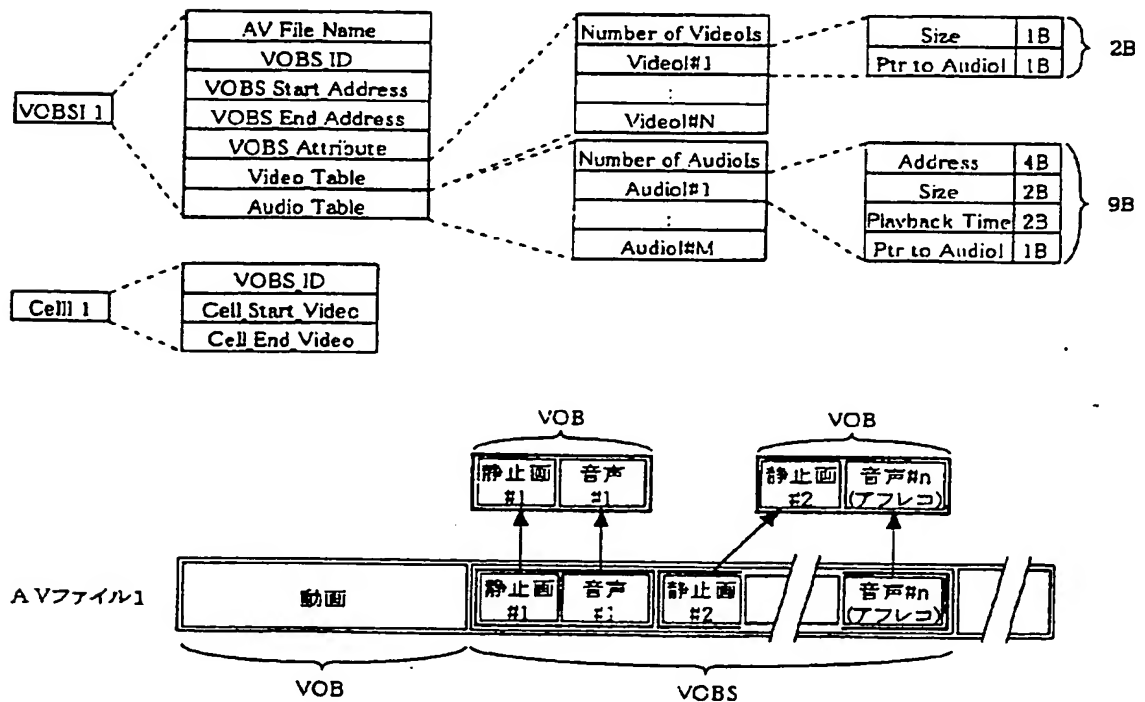 VOBSI 1
AV File Name
VOBS ID
VOBS Start Address
VOBS End Address
VOBS Attribute
Video Table
Audio Table
Number of VideoIs
VideoI#1
:
VideoI#N
Number of AudioIs
AudioI#1
:
AudioI#M
Size 1B
Ptr to AudioI 1B
2B
Address 4B
Size 2B
Playback Time 2B
Ptr to AudioI 1B
9B
CellI 1
VOBS ID
Cell Start Video
Cell End Video
VOB
静止画
#1
音声
#1
VOB
静止画
#2
音声#n
(アフレコ)
AVファイル1
動画
静止画
#1
音声
#1
静止画
#2
音声#n
(アフレコ)
VOB
VOBS